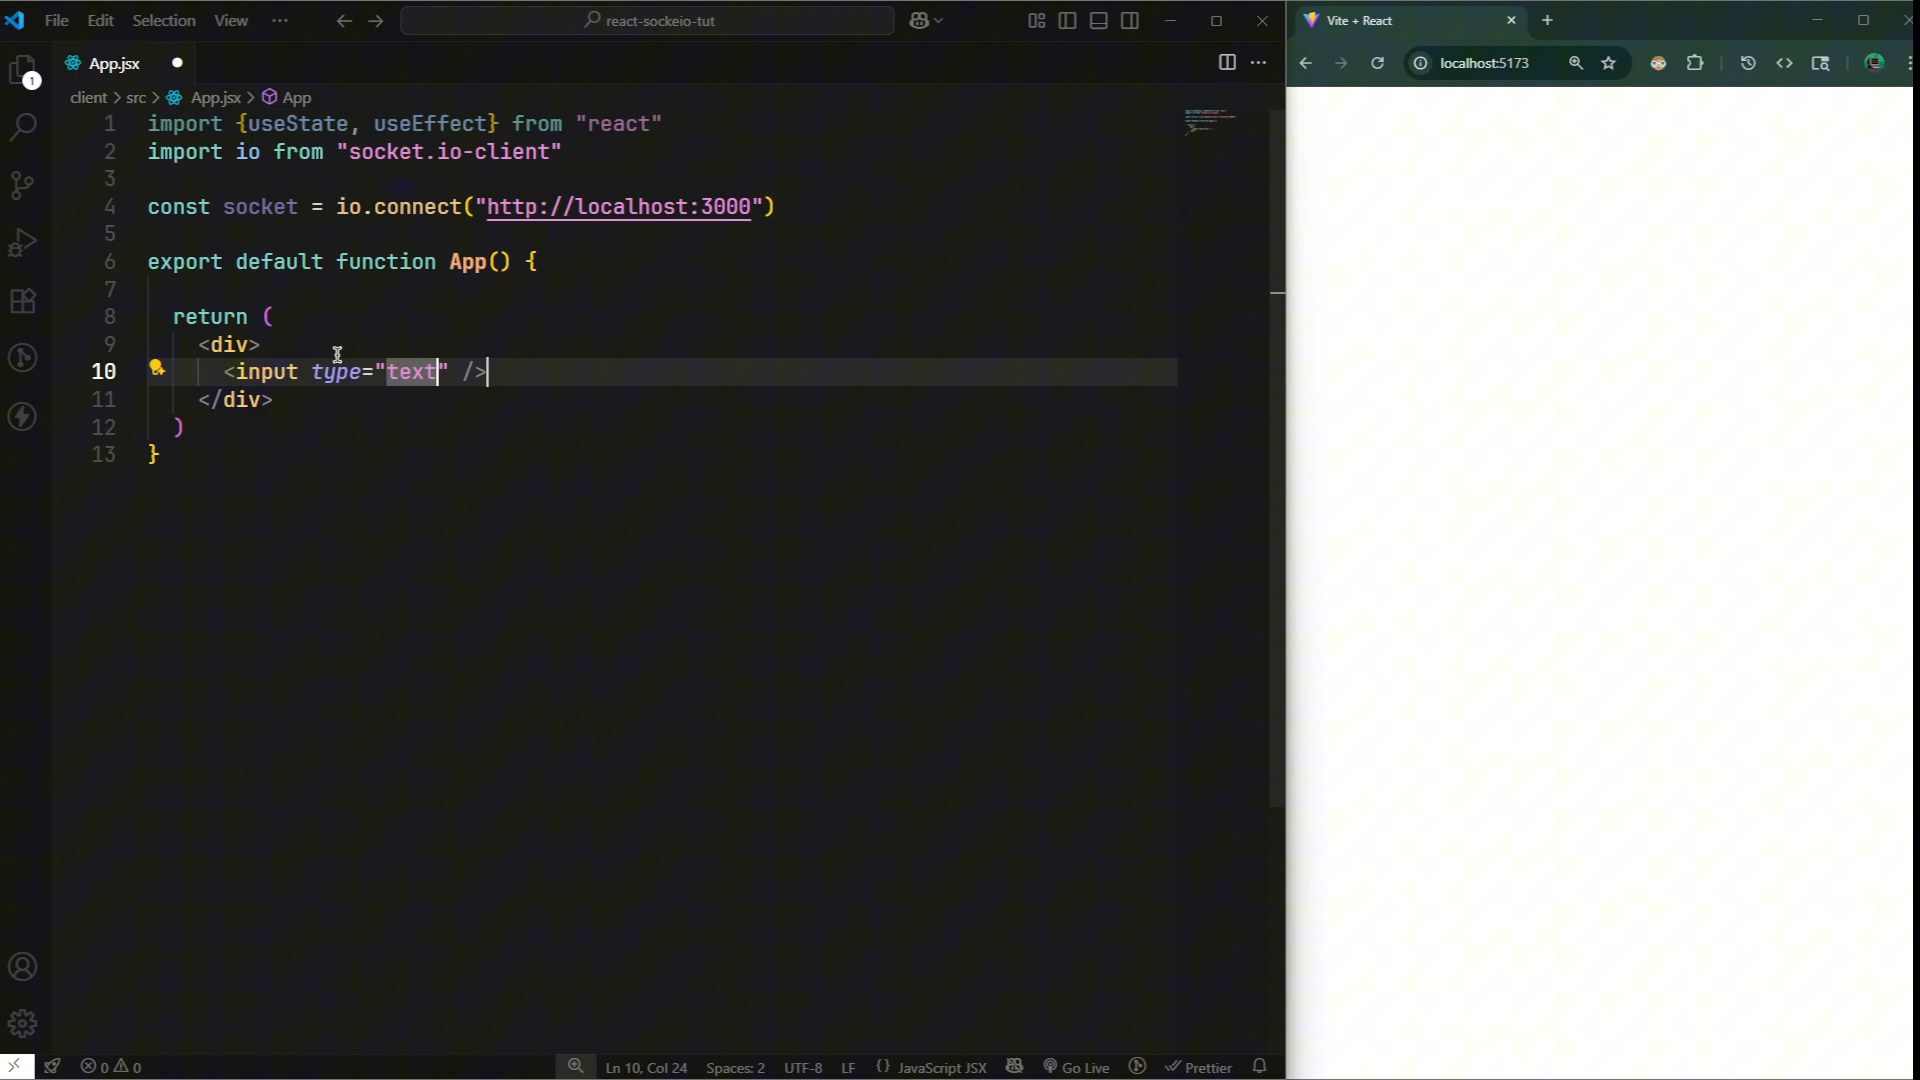 File Edit Selection View ··· react-sockeio-tut
Vite + React
App.jsx
localhost:5173
1
client > src > App.jsx > App
1 import {useState, useEffect} from "react"
2 import io from "socket.io-client"
3
4 const socket = io.connect("http://localhost:3000")
5
6 export default function App() {
7
8 return (
9 <div>
10 <input type="text" />
11 </div>
12 )
13 }
0 0 Ln 10, Col 24 Spaces: 2 UTF-8 LF {} JavaScript JSX Go Live Prettier